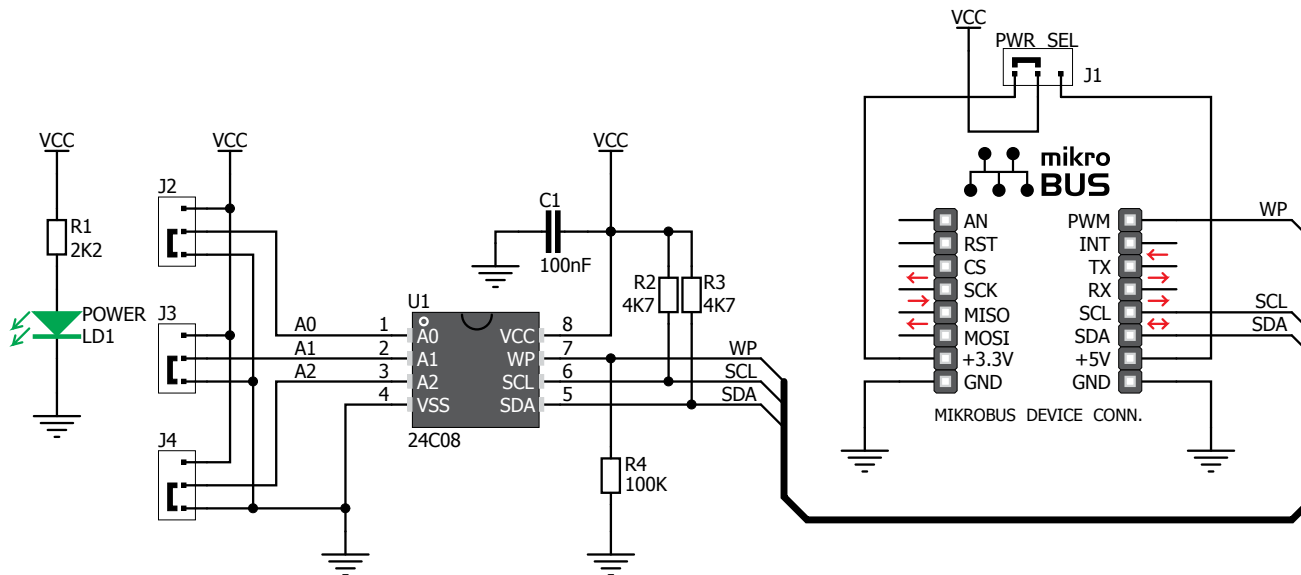 VCC
PWR SEL
J1
VCC
VCC
VCC
J2
C1
mikro
BUS
R1
2K2
100nF
AN
PWM
WP
RST
INT
CS
TX
SCK
RX
MISO
SCL
SCL
MOSI
SDA
SDA
+3.3V
+5V
GND
GND
MIKROBUS DEVICE CONN.
R2
4K7
R3
4K7
POWER
LD1
J3
U1
A0
1
A0
VCC
8
A1
2
A1
WP
7
WP
A2
3
A2
SCL
6
SCL
4
VSS
SDA
5
SDA
24C08
J4
R4
100K